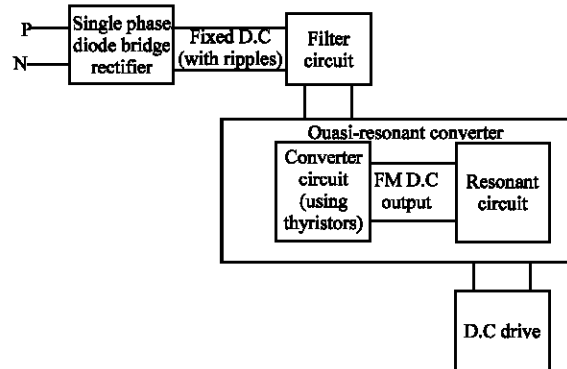 P
N
Single phase
diode bridge
rectifier
Fixed D.C
(with ripples)
Filter
circuit
Quasi-resonant converter
Converter
circuit
(using
thyristors)
FM D.C
output
Resonant
circuit
D.C drive